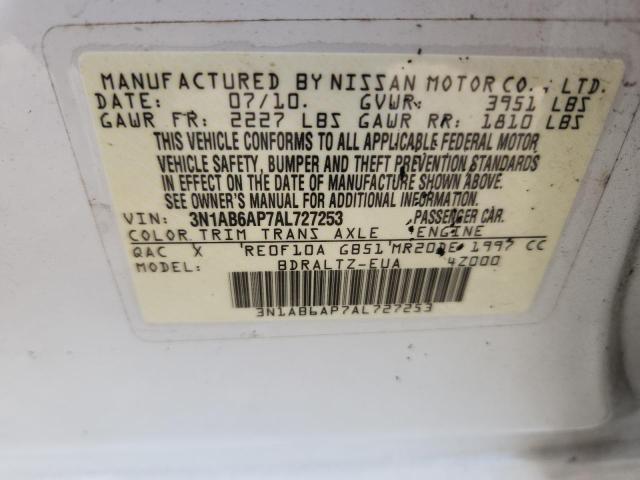 MANUFACTURED BY NISSAN MOTOR CO., LTD.
DATE: 07/10. GVWR: 3951 LBS
GAWR FR: 2227 LBS GAWR RR: 1810 LBS
THIS VEHICLE CONFORMS TO ALL APPLICABLE FEDERAL MOTOR
VEHICLE SAFETY, BUMPER AND THEFT PREVENTION STANDARDS
IN EFFECT ON THE DATE OF MANUFACTURE SHOWN ABOVE.
SEE OWNER'S MANUAL FOR ADDITIONAL INFORMATION.
VIN: 3N1AB6AP7AL727253 PASSENGER CAR.
COLOR TRIM TRANS AXLE ENGINE
QAC X RE0F10A GB51 MR20DE 1997 CC
BDRALTZ-EUA 4Z000
3N1AB6AP7AL727253